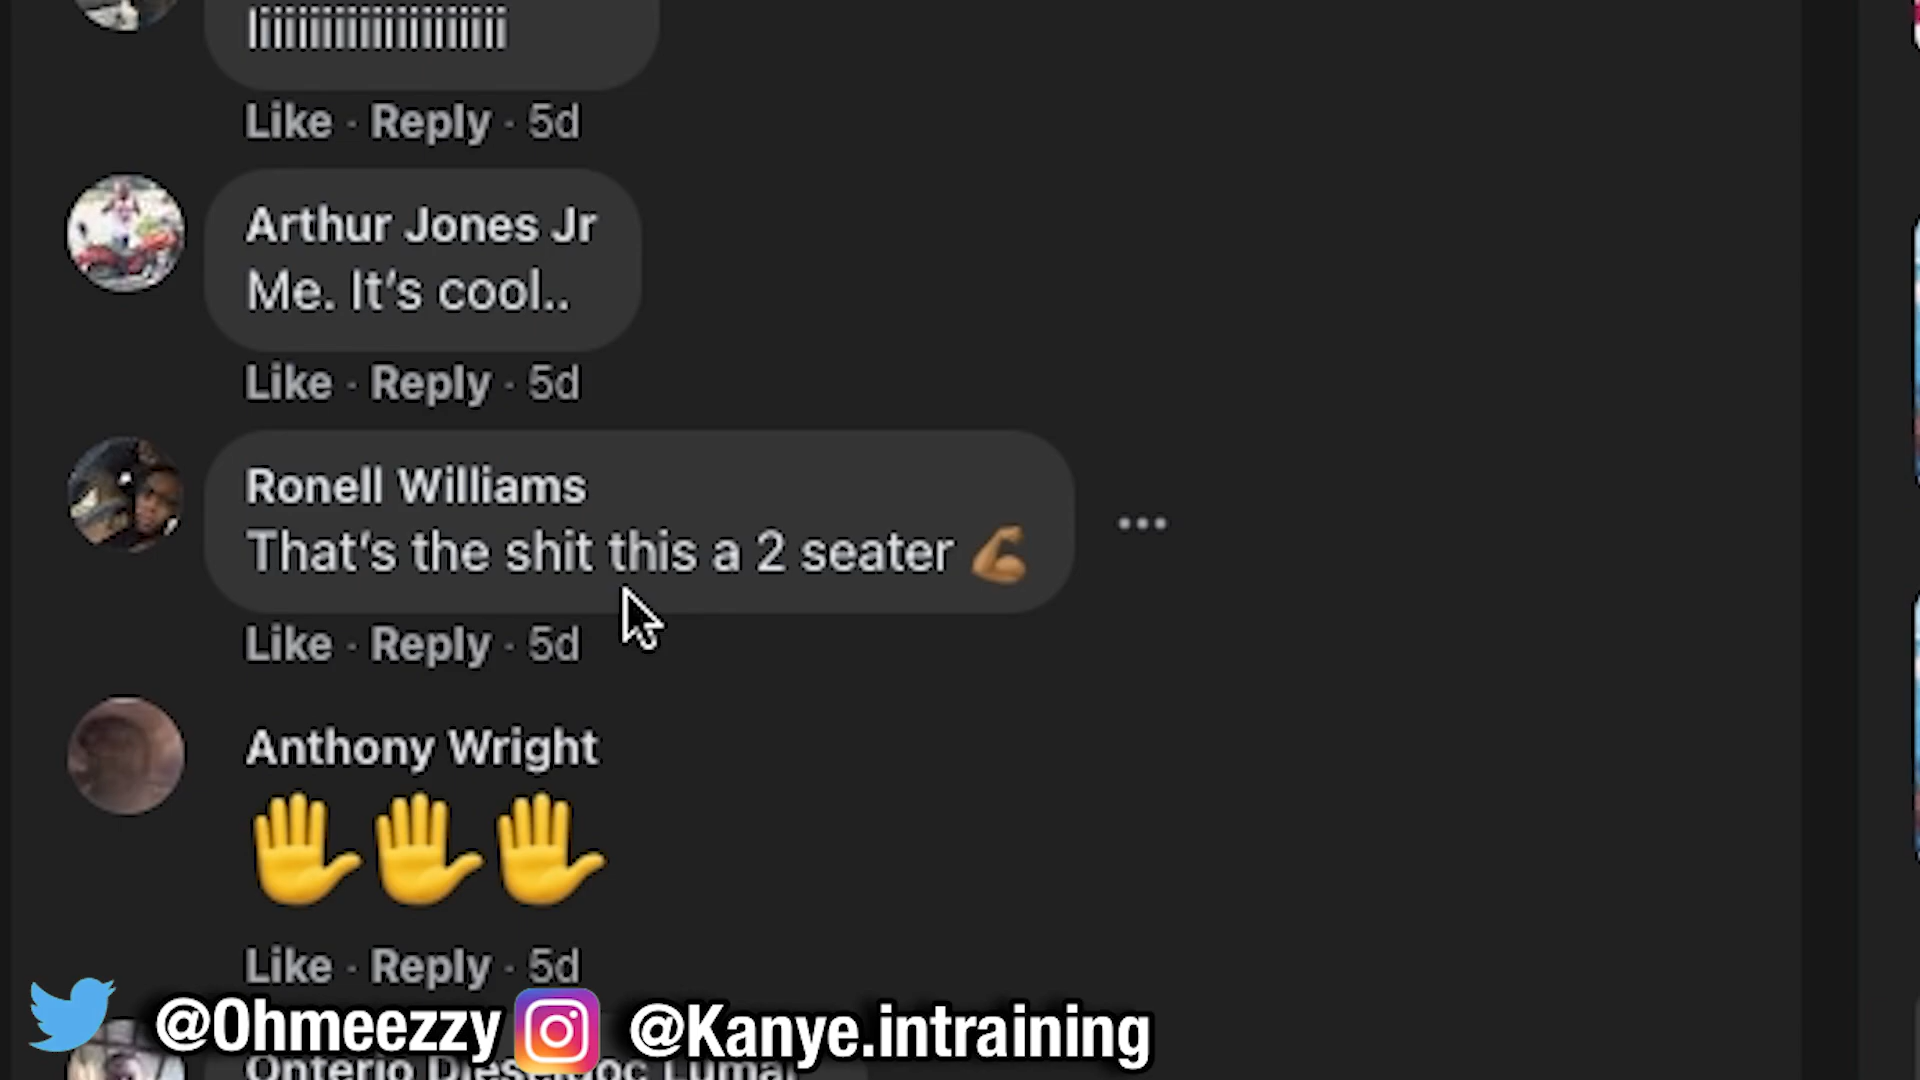 Like · Reply · 5d
Arthur Jones Jr
Me. It's cool..
Like · Reply · 5d
Ronell Williams
That's the shit this a 2 seater 💪🏾
Like · Reply · 5d
Anthony Wright
✋✋✋
Like · Reply · 5d
@Ohmeezzy @Kanye.intraining
Onterio